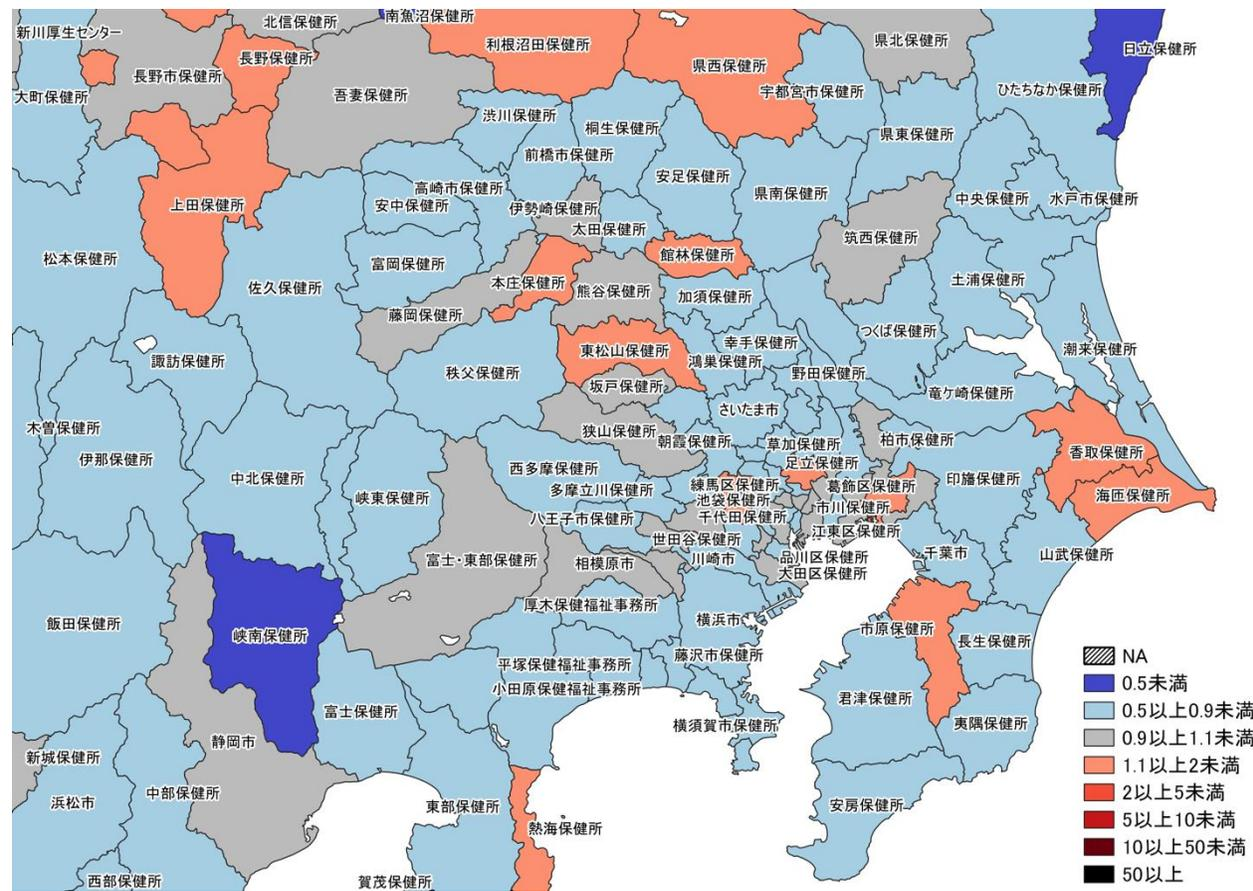 北信保健所
南魚沼保健所
新川厚生センター
利根沼田保健所
県北保健所
長野保健所
日立保健所
長野市保健所
県西保健所
大町保健所
吾妻保健所
宇都宮市保健所
ひたちなか保健所
渋川保健所
桐生保健所
県東保健所
前橋市保健所
安足保健所
高崎市保健所
県南保健所
安中保健所
中央保健所
水戸市保健所
上田保健所
伊勢崎保健所
太田保健所
筑西保健所
館林保健所
松本保健所
富岡保健所
土浦保健所
本庄保健所
佐久保健所
熊谷保健所
加須保健所
藤岡保健所
つくば保健所
幸手保健所
潮来保健所
東松山保健所
諏訪保健所
鴻巣保健所
秩父保健所
野田保健所
坂戸保健所
竜ケ崎保健所
さいたま市
木曽保健所
狭山保健所
朝霞保健所
草加保健所
柏市保健所
香取保健所
伊那保健所
西多摩保健所
足立保健所
中北保健所
練馬区保健所
葛飾区保健所
印旛保健所
峡東保健所
多摩立川保健所
池袋保健所
海匝保健所
市川保健所
八王子市保健所
千代田保健所
江東区保健所
世田谷保健所
富士・東部保健所
相模原市
川崎市
品川区保健所
千葉市
山武保健所
大田区保健所
厚木保健福祉事務所
飯田保健所
峡南保健所
横浜市
市原保健所
長生保健所
藤沢市保健所
平塚保健福祉事務所
NA
小田原保健福祉事務所
0.5未満
君津保健所
富士保健所
0.5以上0.9未満
横須賀市保健所
夷隅保健所
静岡市
0.9以上1.1未満
新城保健所
1.1以上2未満
中部保健所
2以上5未満
浜松市
東部保健所
安房保健所
5以上10未満
熱海保健所
10以上50未満
西部保健所
賀茂保健所
50以上